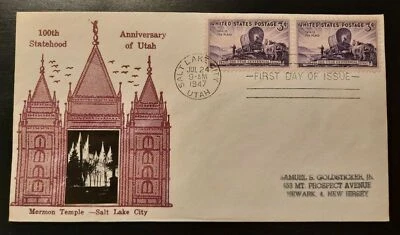 100th Anniversary
Statehood of Utah
UNITED STATES POSTAGE 3¢
UNITED STATES POSTAGE 3¢
SALT LAKE CITY
JUL 24
9-AM
1947
UTAH
FIRST DAY OF ISSUE
Mormon Temple — Salt Lake City
SAMUEL S. GOLDSTICKER, JR.
453 MT. PROSPECT AVENUE
NEWARK, 4, NEW JERSEY.